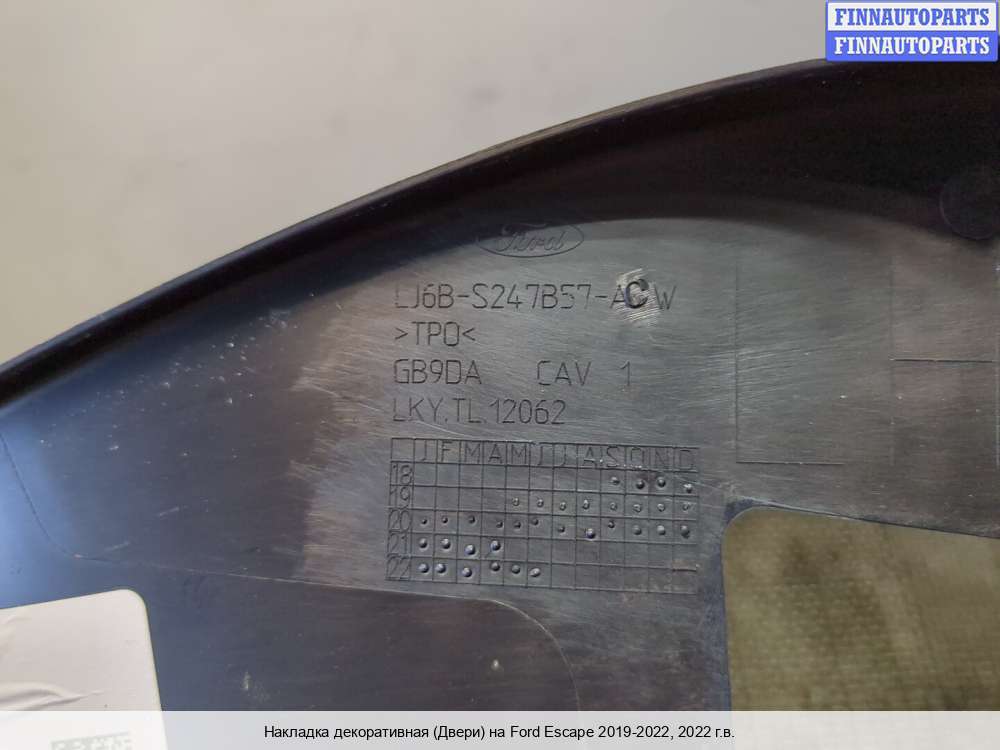 FINNAUTOPARTS
FINNAUTOPARTS
Ford
LJ6B-S247B57-ACW
>TPO<
GB9DA CAV 1
LKY.TL.12062
J F M A M J J A S O N D
18
19
20
21
22
Накладка декоративная (Двери) на Ford Escape 2019-2022, 2022 г.в.